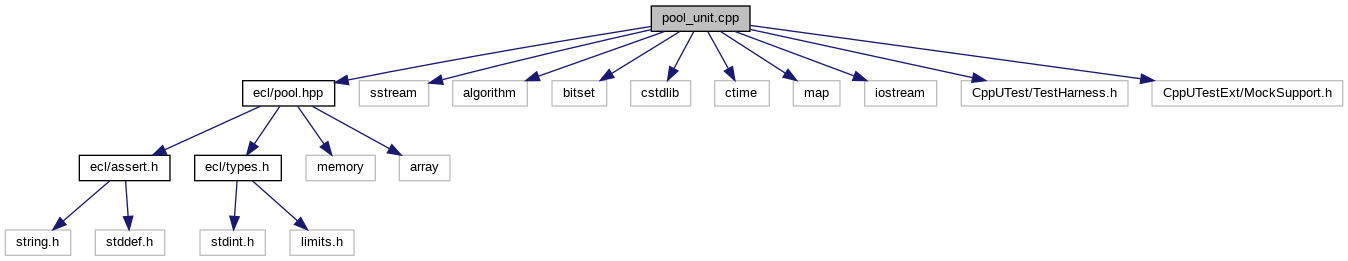 pool_unit.cpp
ecl/pool.hpp
sstream
algorithm
bitset
cstdlib
ctime
map
iostream
CppUTest/TestHarness.h
CppUTestExt/MockSupport.h
ecl/assert.h
ecl/types.h
memory
array
string.h
stddef.h
stdint.h
limits.h